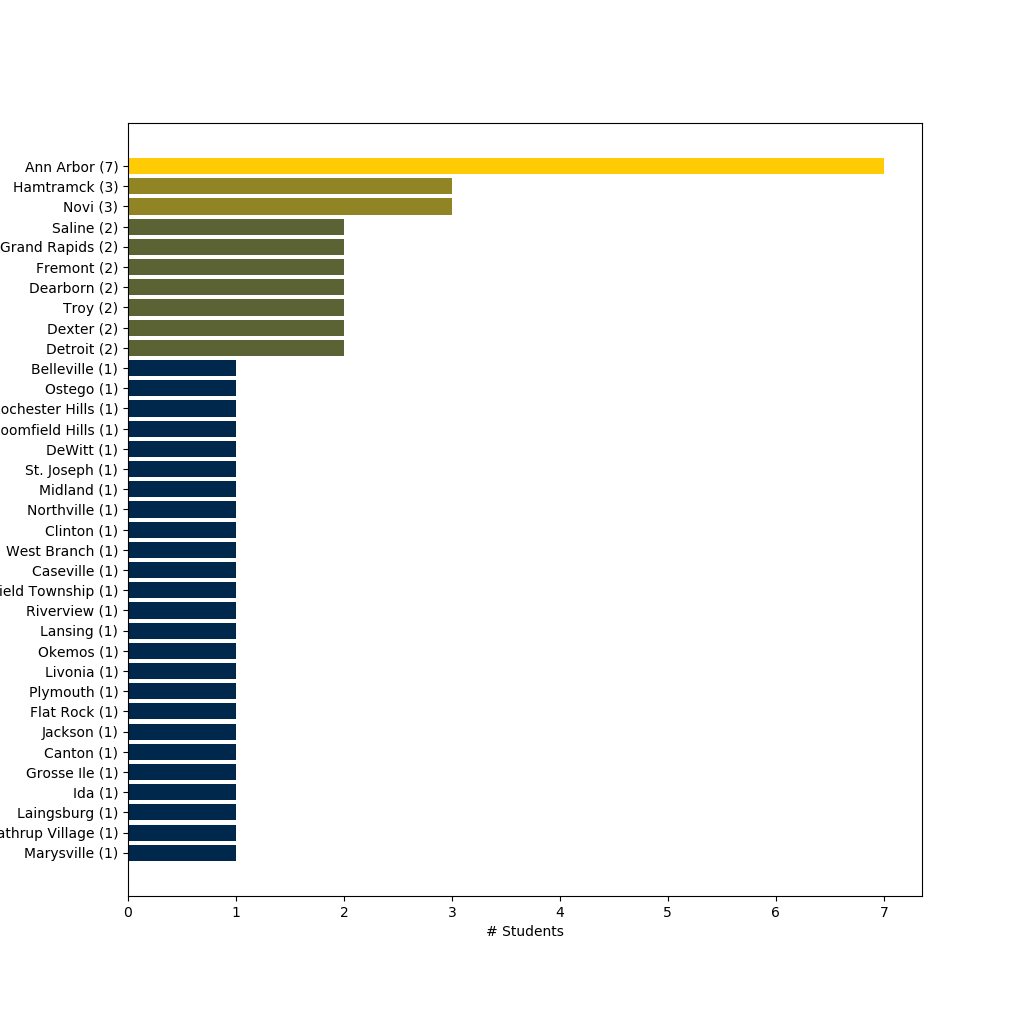 Ann Arbor (7)
Hamtramck (3)
Novi (3)
Saline (2)
Grand Rapids (2)
Fremont (2)
Dearborn (2)
Troy (2)
Dexter (2)
Detroit (2)
Belleville (1)
Ostego (1)
ochester Hills (1)
oomfield Hills (1)
DeWitt (1)
St. Joseph (1)
Midland (1)
Northville (1)
Clinton (1)
West Branch (1)
Caseville (1)
ield Township (1)
Riverview (1)
Lansing (1)
Okemos (1)
Livonia (1)
Plymouth (1)
Flat Rock (1)
Jackson (1)
Canton (1)
Grosse Ile (1)
Ida (1)
Laingsburg (1)
athrup Village (1)
Marysville (1)
0 1 2 3 4 5 6 7
# Students